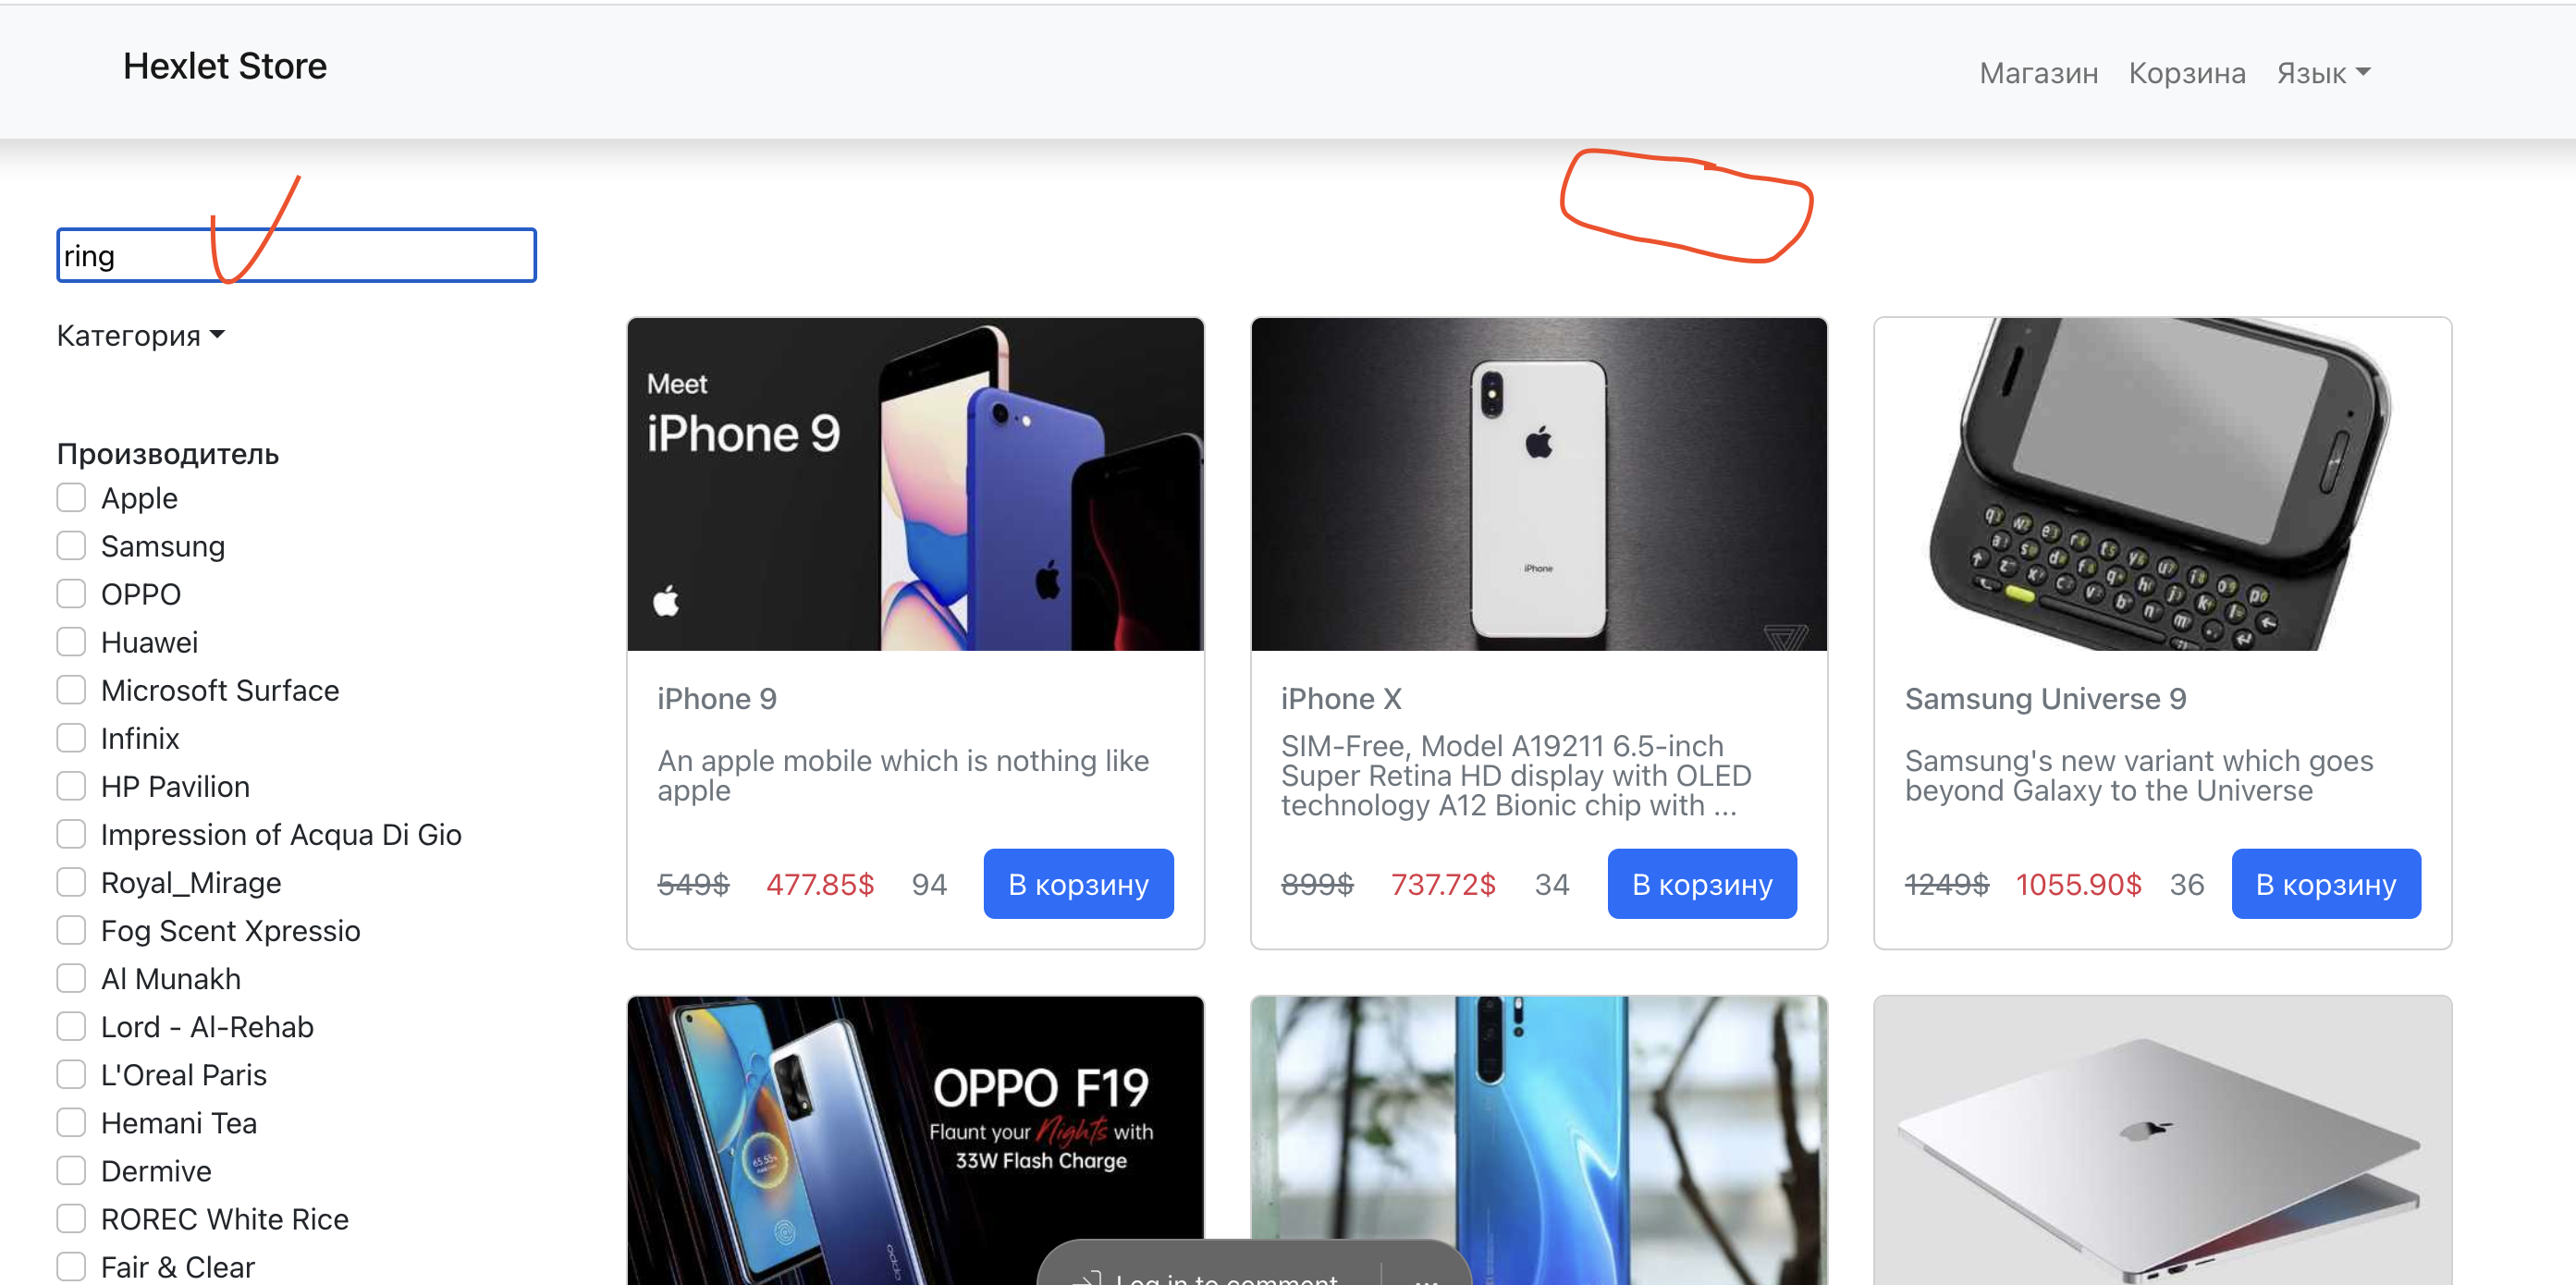 Hexlet Store
Магазин Корзина Язык
ring
Категория
Производитель
Apple
Samsung
OPPO
Huawei
Microsoft Surface
Infinix
HP Pavilion
Impression of Acqua Di Gio
Royal_Mirage
Fog Scent Xpressio
Al Munakh
Lord - Al-Rehab
L'Oreal Paris
Hemani Tea
Dermive
ROREC White Rice
Fair & Clear
Meet
iPhone 9
iPhone 9
An apple mobile which is nothing like
apple
549$ 477.85$ 94 В корзину
iPhone
iPhone X
SIM-Free, Model A19211 6.5-inch
Super Retina HD display with OLED
technology A12 Bionic chip with ...
899$ 737.72$ 34 В корзину
Samsung Universe 9
Samsung's new variant which goes
beyond Galaxy to the Universe
1249$ 1055.90$ 36 В корзину
OPPO F19
Flaunt your Nights with
33W Flash Charge
oppo
Log in to comment ...